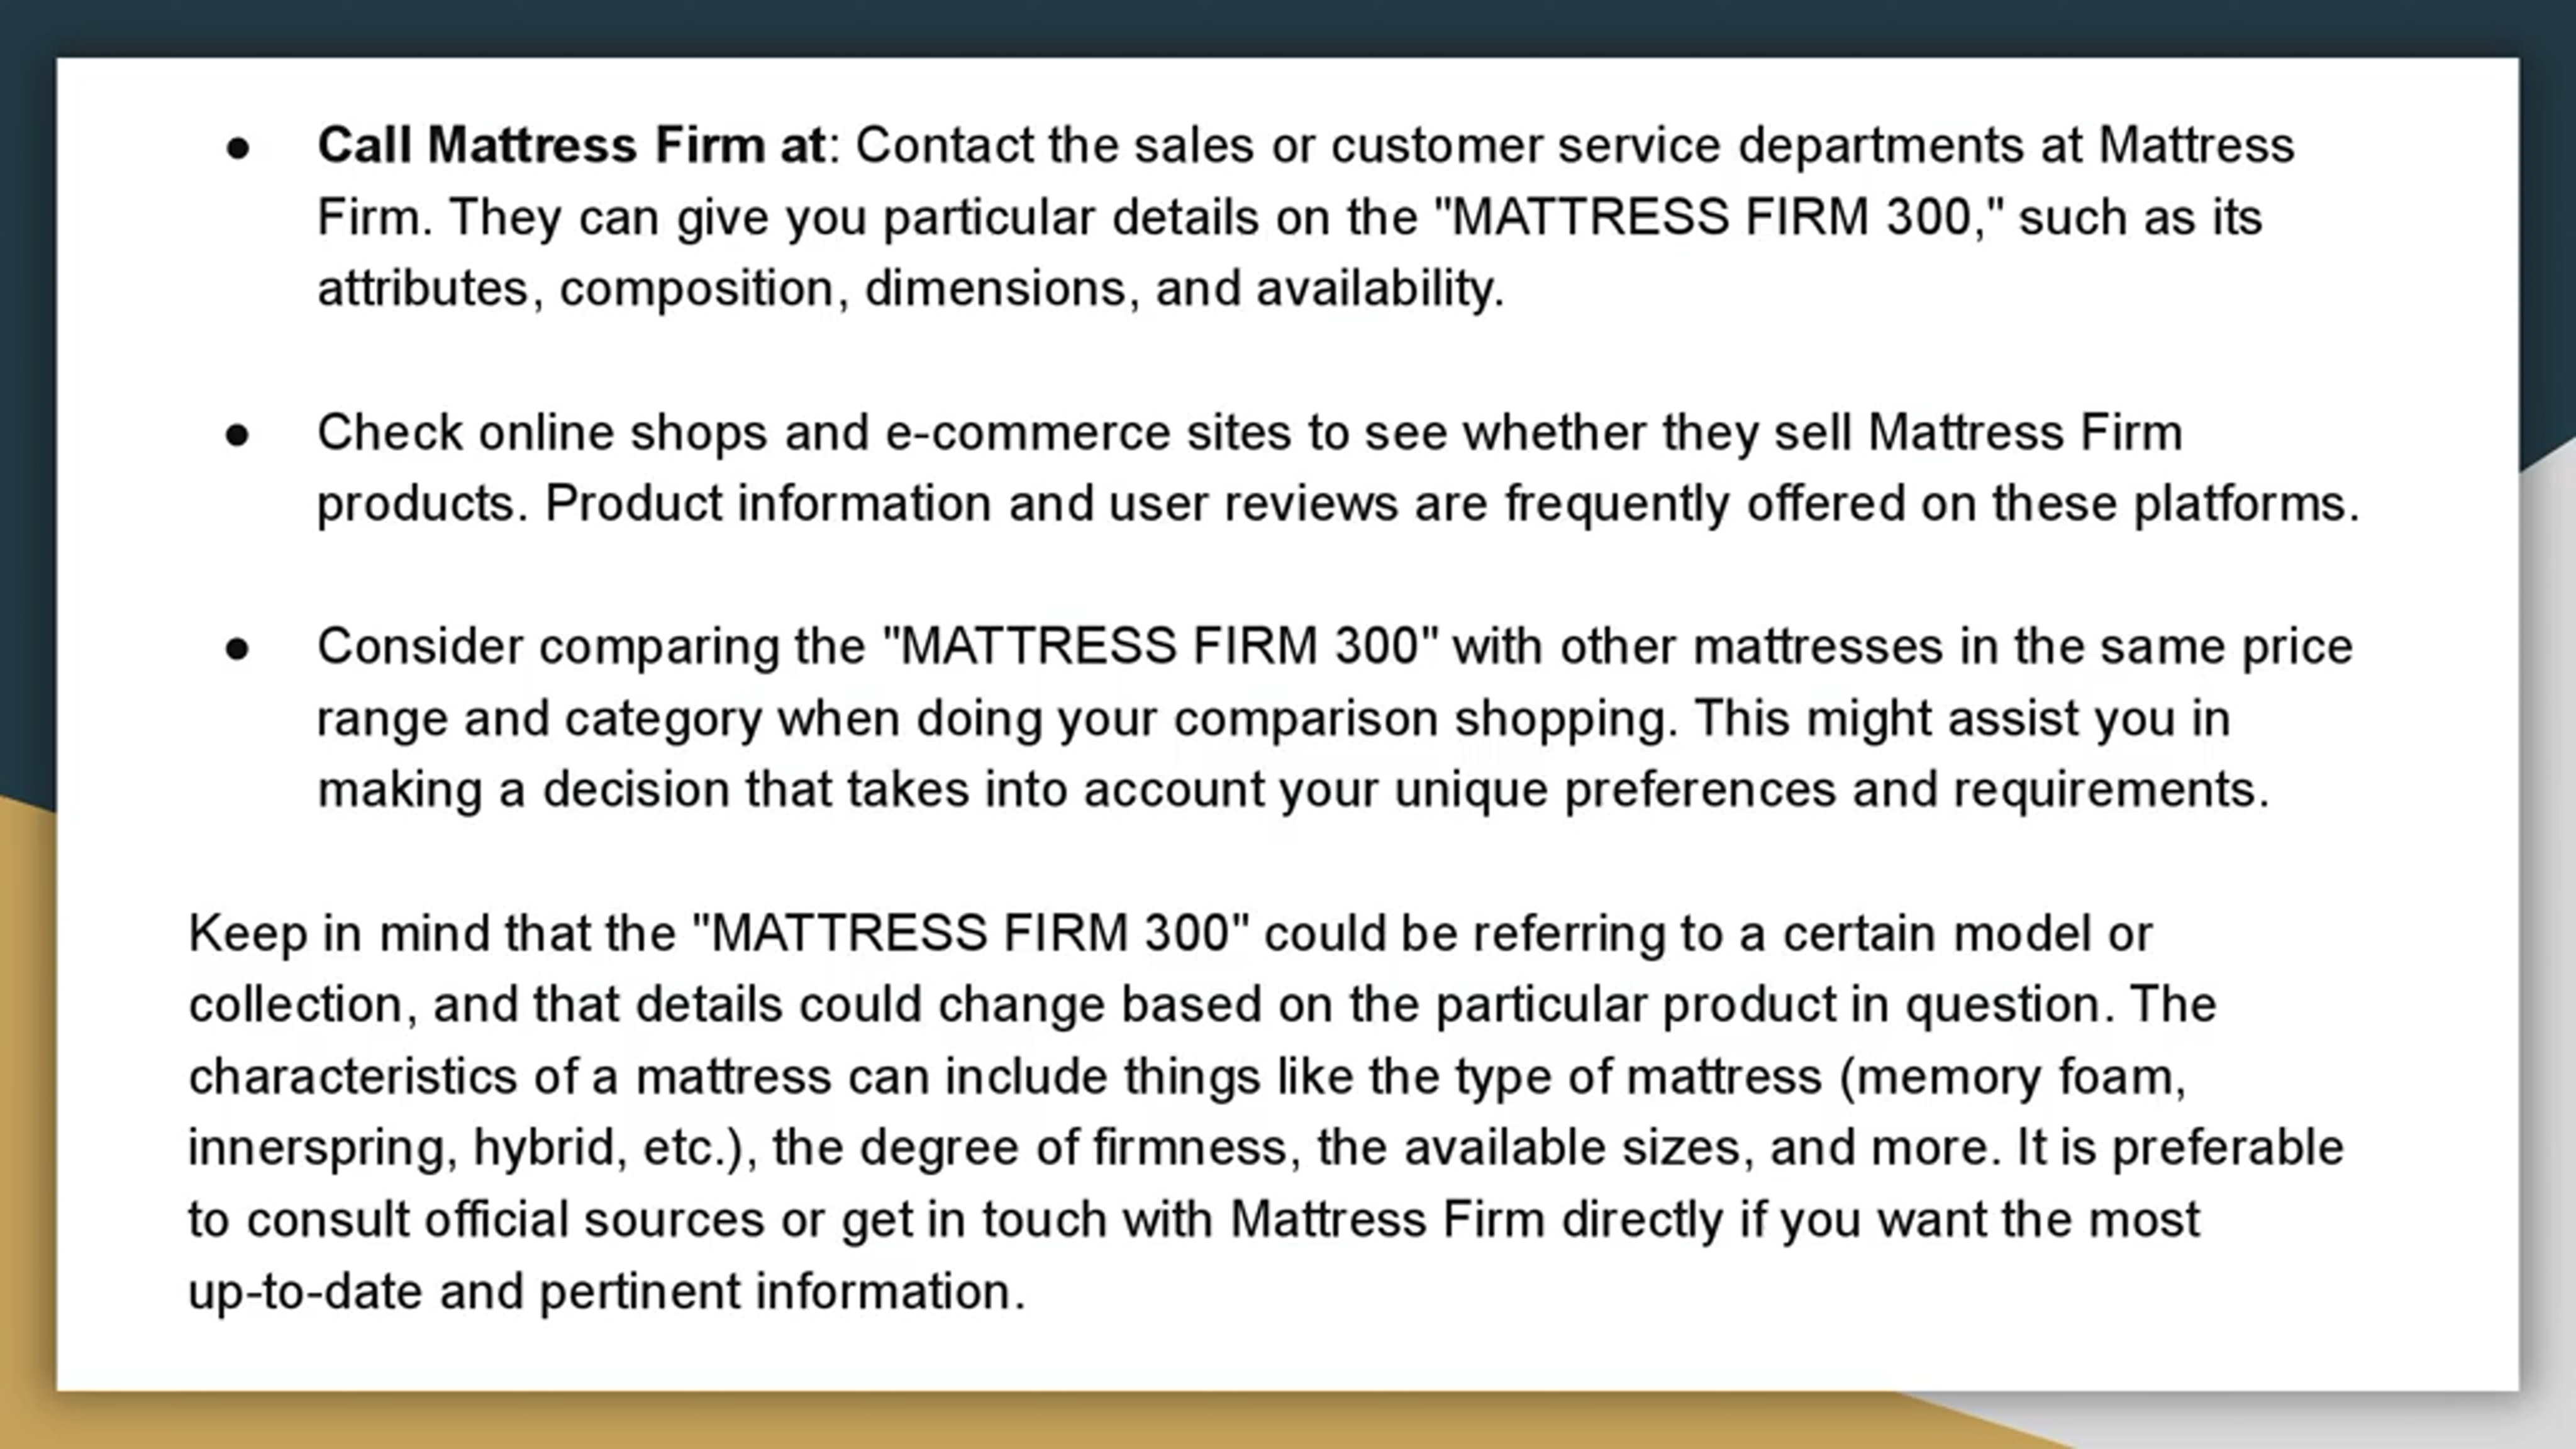 ● Call Mattress Firm at: Contact the sales or customer service departments at Mattress
Firm. They can give you particular details on the "MATTRESS FIRM 300," such as its
attributes, composition, dimensions, and availability.
● Check online shops and e-commerce sites to see whether they sell Mattress Firm
products. Product information and user reviews are frequently offered on these platforms.
● Consider comparing the "MATTRESS FIRM 300" with other mattresses in the same price
range and category when doing your comparison shopping. This might assist you in
making a decision that takes into account your unique preferences and requirements.
Keep in mind that the "MATTRESS FIRM 300" could be referring to a certain model or
collection, and that details could change based on the particular product in question. The
characteristics of a mattress can include things like the type of mattress (memory foam,
innerspring, hybrid, etc.), the degree of firmness, the available sizes, and more. It is preferable
to consult official sources or get in touch with Mattress Firm directly if you want the most
up-to-date and pertinent information.